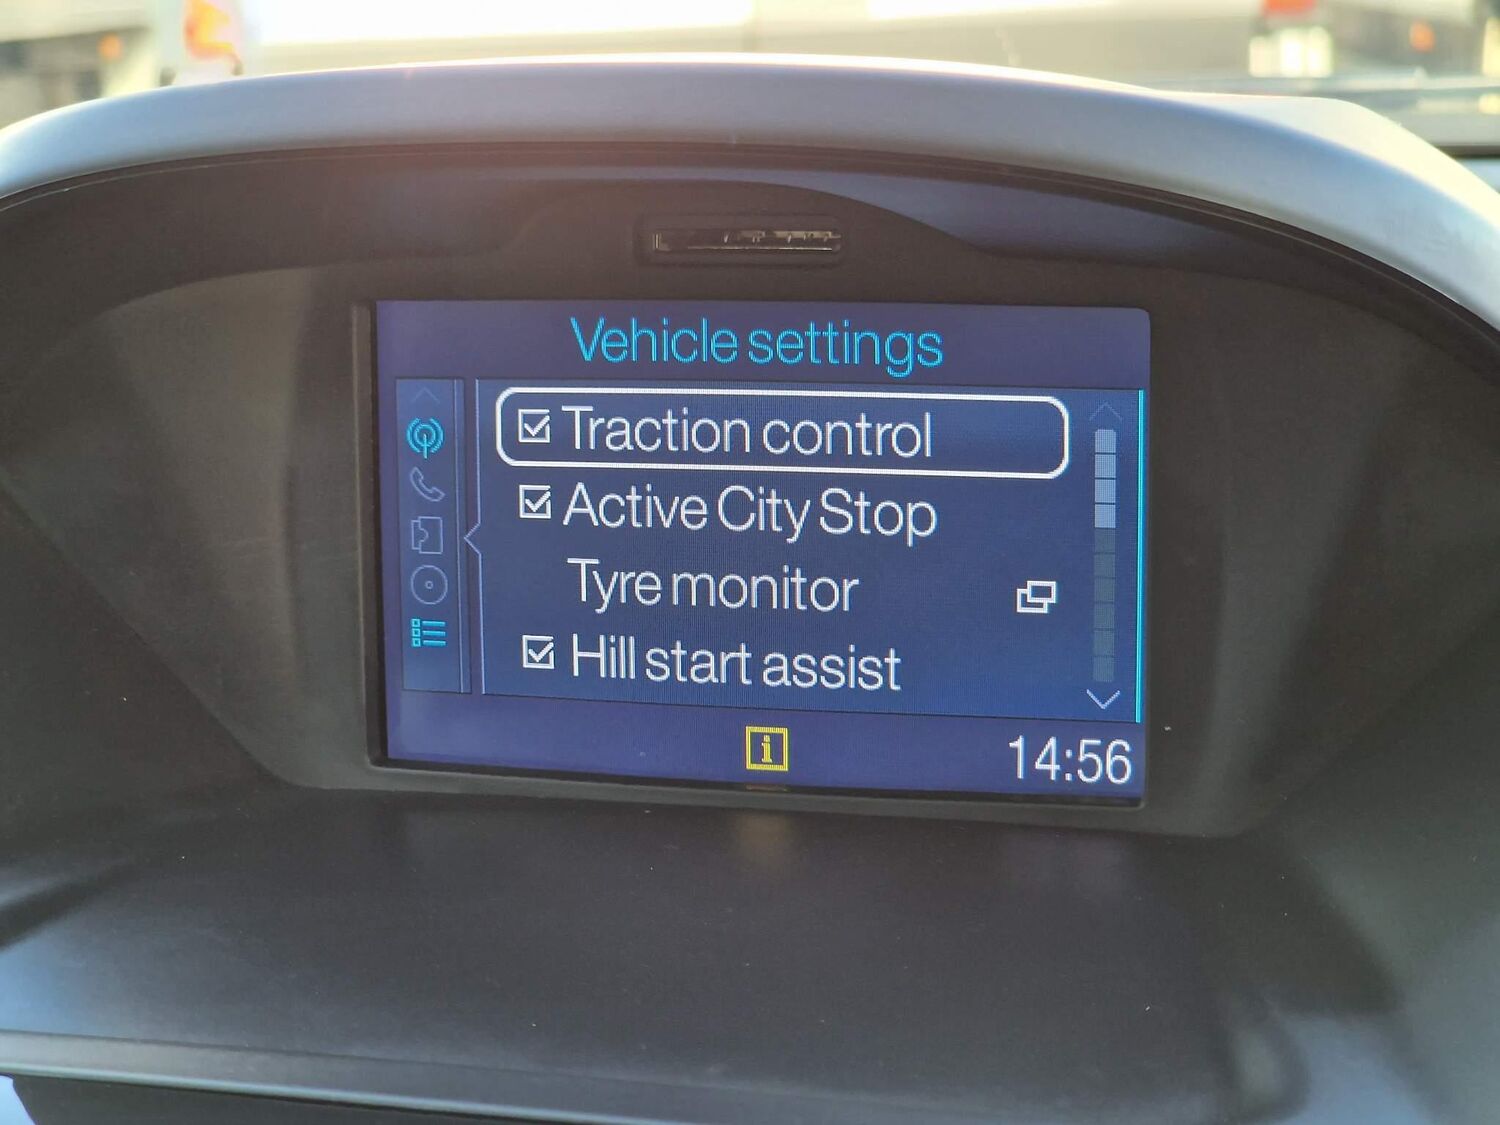 Vehicle settings
Traction control
Active City Stop
Tyre monitor
Hill start assist
i 14:56